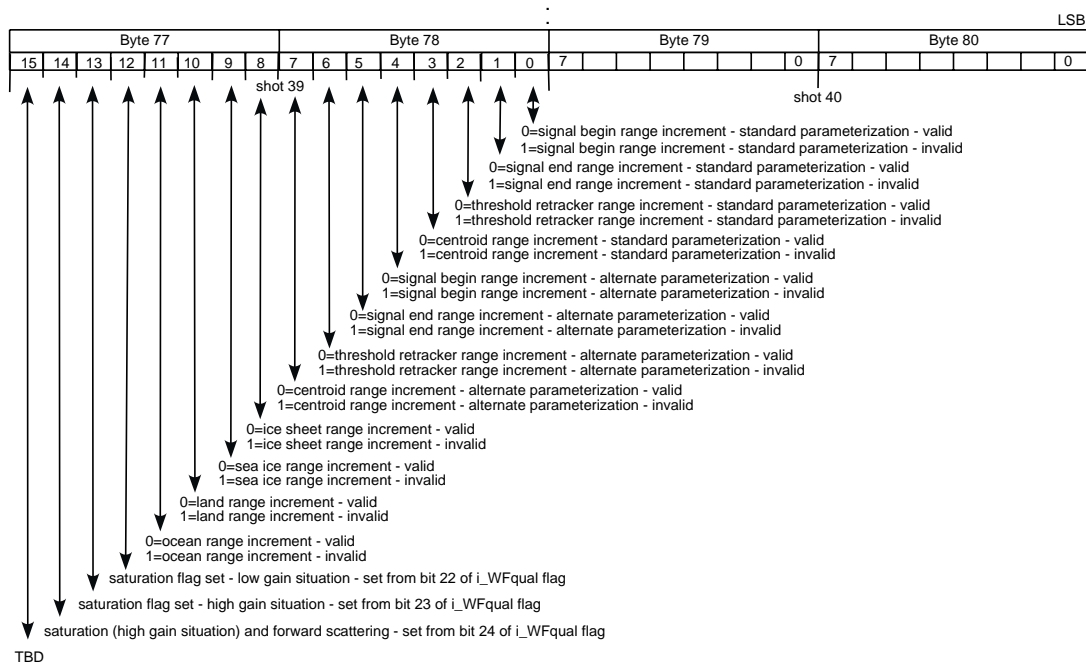 LSB
Byte 77 Byte 78 Byte 79 Byte 80
15 14 13 12 11 10 9 8 7 6 5 4 3 2 1 0 7 0 7 0
shot 39
shot 40
0=signal begin range increment - standard parameterization - valid
1=signal begin range increment - standard parameterization - invalid
0=signal end range increment - standard parameterization - valid
1=signal end range increment - standard parameterization - invalid
0=threshold retracker range increment - standard parameterization - valid
1=threshold retracker range increment - standard parameterization - invalid
0=centroid range increment - standard parameterization - valid
1=centroid range increment - standard parameterization - invalid
0=signal begin range increment - alternate parameterization - valid
1=signal begin range increment - alternate parameterization - invalid
0=signal end range increment - alternate parameterization - valid
1=signal end range increment - alternate parameterization - invalid
0=threshold retracker range increment - alternate parameterization - valid
1=threshold retracker range increment - alternate parameterization - invalid
0=centroid range increment - alternate parameterization - valid
1=centroid range increment - alternate parameterization - invalid
0=ice sheet range increment - valid
1=ice sheet range increment - invalid
0=sea ice range increment - valid
1=sea ice range increment - invalid
0=land range increment - valid
1=land range increment - invalid
0=ocean range increment - valid
1=ocean range increment - invalid
saturation flag set - low gain situation - set from bit 22 of i_WFqual flag
saturation flag set - high gain situation - set from bit 23 of i_WFqual flag
saturation (high gain situation) and forward scattering - set from bit 24 of i_WFqual flag
TBD